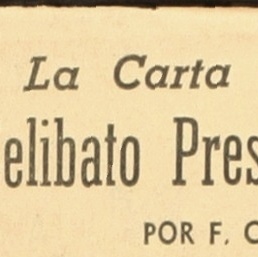 La Carta
elibato Pres
POR F. C